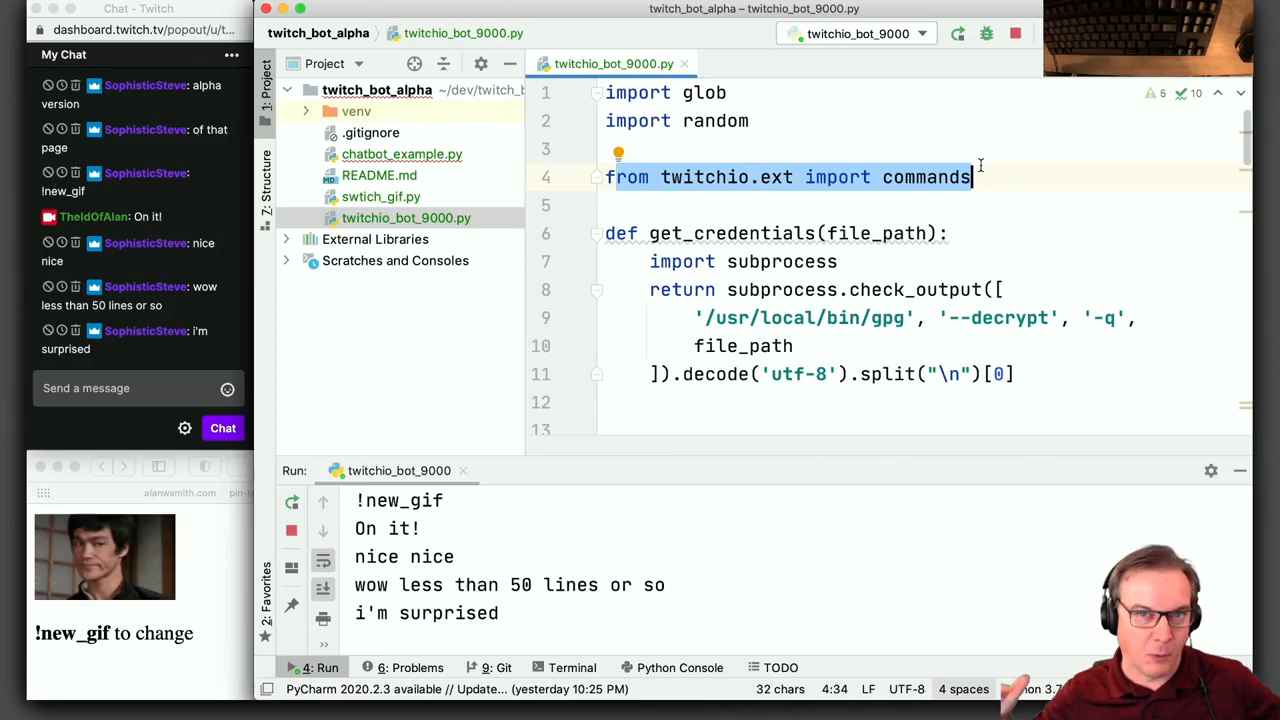 Chat - Twitch
dashboard.twitch.tv/popout/u/t...
My Chat
SophisticSteve: alpha
version
SophisticSteve: of that
page
SophisticSteve:
!new_gif
TheIdOfAlan: On it!
SophisticSteve: nice
nice
SophisticSteve: wow
less than 50 lines or so
SophisticSteve: i'm
surprised
Send a message
Chat
alanwsmith.com
!new_gif to change
twitch_bot_alpha – twitchio_bot_9000.py
twitch_bot_alpha
twitchio_bot_9000.py
twitchio_bot_9000
1: Project
7: Structure
2: Favorites
Project
twitch_bot_alpha ~/dev/twitch_b
venv
.gitignore
chatbot_example.py
README.md
swtich_gif.py
twitchio_bot_9000.py
External Libraries
Scratches and Consoles
twitchio_bot_9000.py
5 10
1 import glob
2 import random
3
4 from twitchio.ext import commands
5
6 def get_credentials(file_path):
7 import subprocess
8 return subprocess.check_output([
9 '/usr/local/bin/gpg', '--decrypt', '-q',
10 file_path
11 ]).decode('utf-8').split("\n")[0]
12
13
Run: twitchio_bot_9000
!new_gif
On it!
nice nice
wow less than 50 lines or so
i'm surprised
4: Run
6: Problems
9: Git
Terminal
Python Console
TODO
PyCharm 2020.2.3 available // Update... (yesterday 10:25 PM)
32 chars
4:34
LF
UTF-8
4 spaces
on 3.7